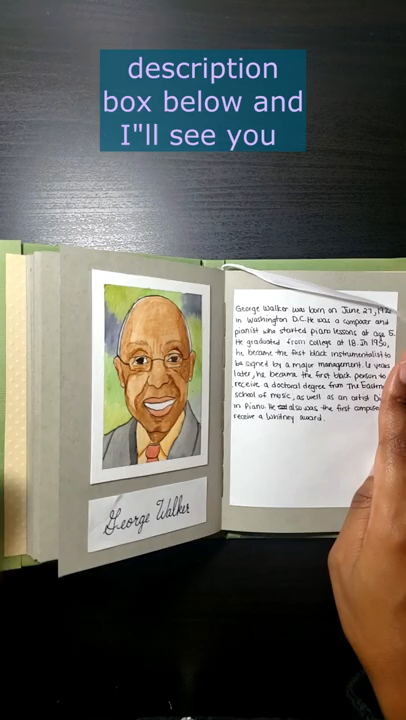 description
box below and
I"ll see you
George Walker was born on June 27, 1922
in Washington D.C. He was a composer and
pianist who started piano lessons at age 5.
He graduated from college at 18. In 1950,
he became the first black instrumentalist to
be signed by a major management. years
later, he became the first black person to
receive a doctoral degree from The Eastman
school of music, as well as an artist
in Piano. He also was the first composer
receive a Whitney award.
George Walker